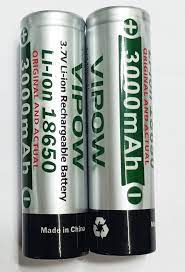 VIPOW
3.7V Li-ion Rechargeable Battery
Li-ion 18650
ORIGINAL AND ACTUAL
Made in China
3000mAh
ORIGINAL AND ACTUAL
VIPOW
3000mAh